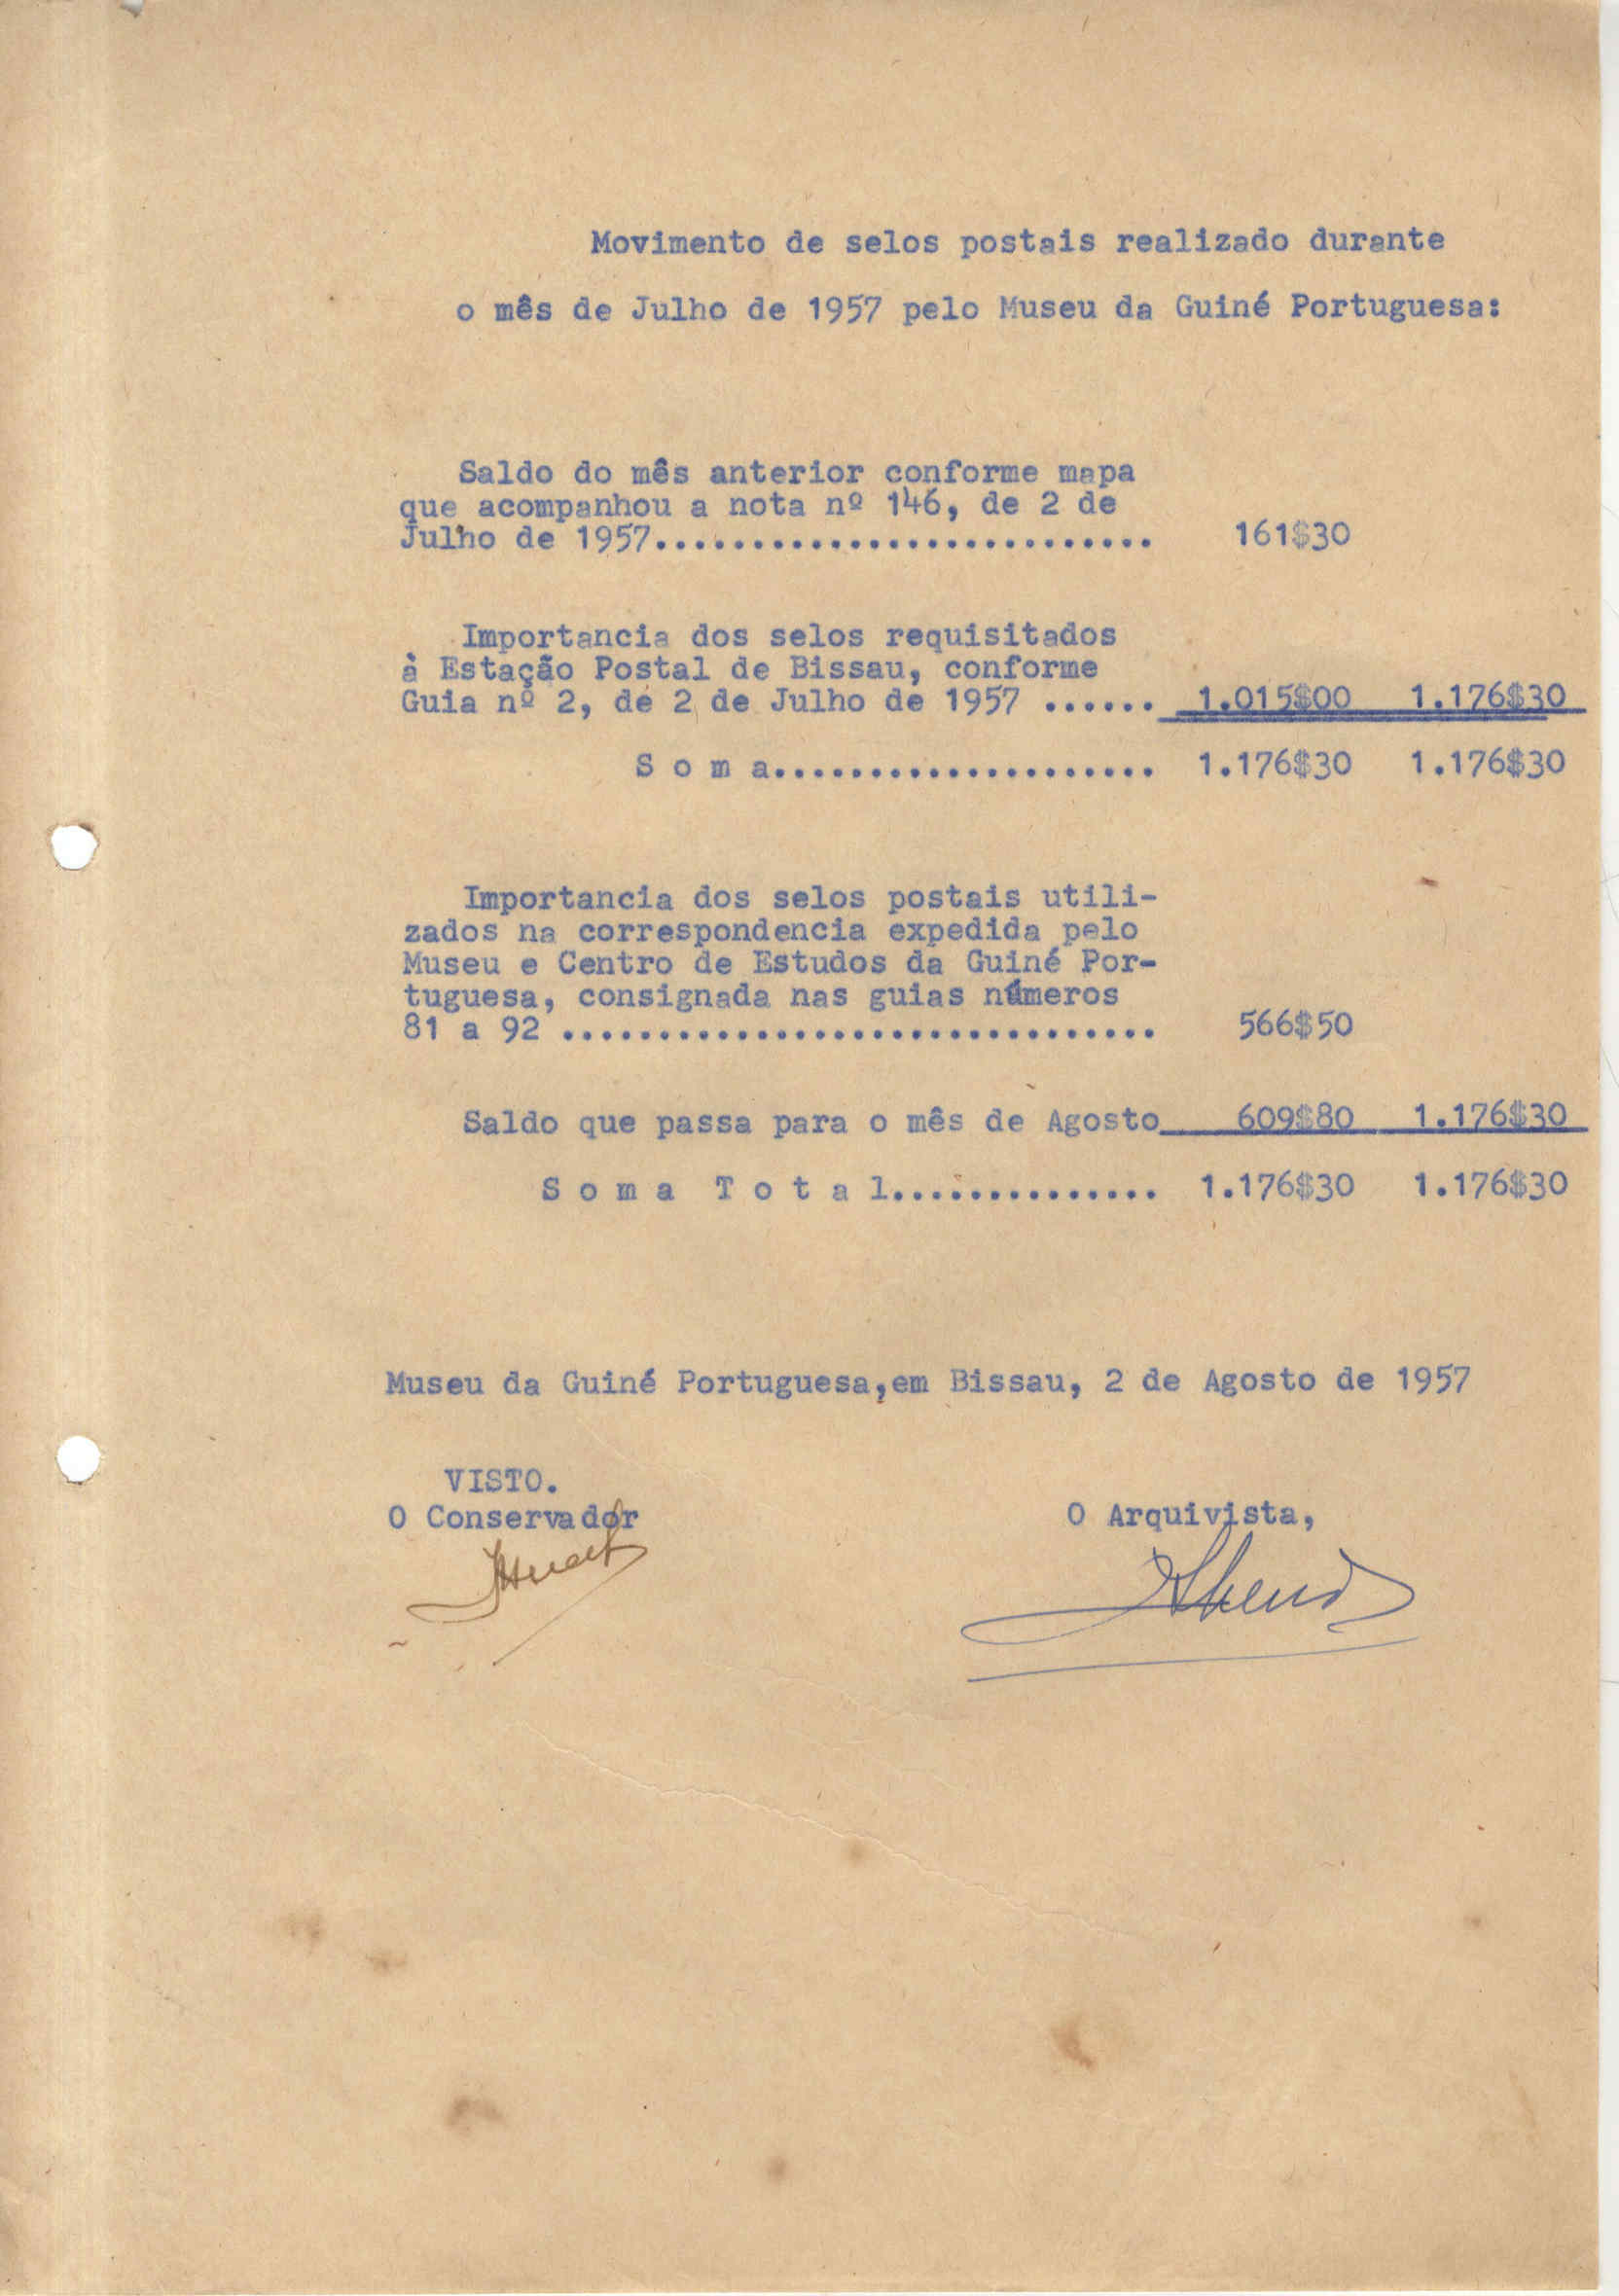 Movimento de selos postais realizado durante
o mês de Julho de 1957 pelo Museu da Guiné Portuguesa:
Saldo do mês anterior conforme mapa
que acompanhou a nota nº 146, de 2 de
Julho de 1957.......................... 161$30
Importancia dos selos requisitados
à Estação Postal de Bissau, conforme
Guia nº 2, de 2 de Julho de 1957 ...... 1.015$00 1.176$30
S o m a.................... 1.176$30 1.176$30
Importancia dos selos postais utili-
zados na correspondencia expedida pelo
Museu e Centro de Estudos da Guiné Por-
tuguesa, consignada nas guias números
81 a 92 ............................... 566$50
Saldo que passa para o mês de Agosto 609$80 1.176$30
S o m a T o t a l.............. 1.176$30 1.176$30
Museu da Guiné Portuguesa,em Bissau, 2 de Agosto de 1957
VISTO.
O Conservador
O Arquivista,